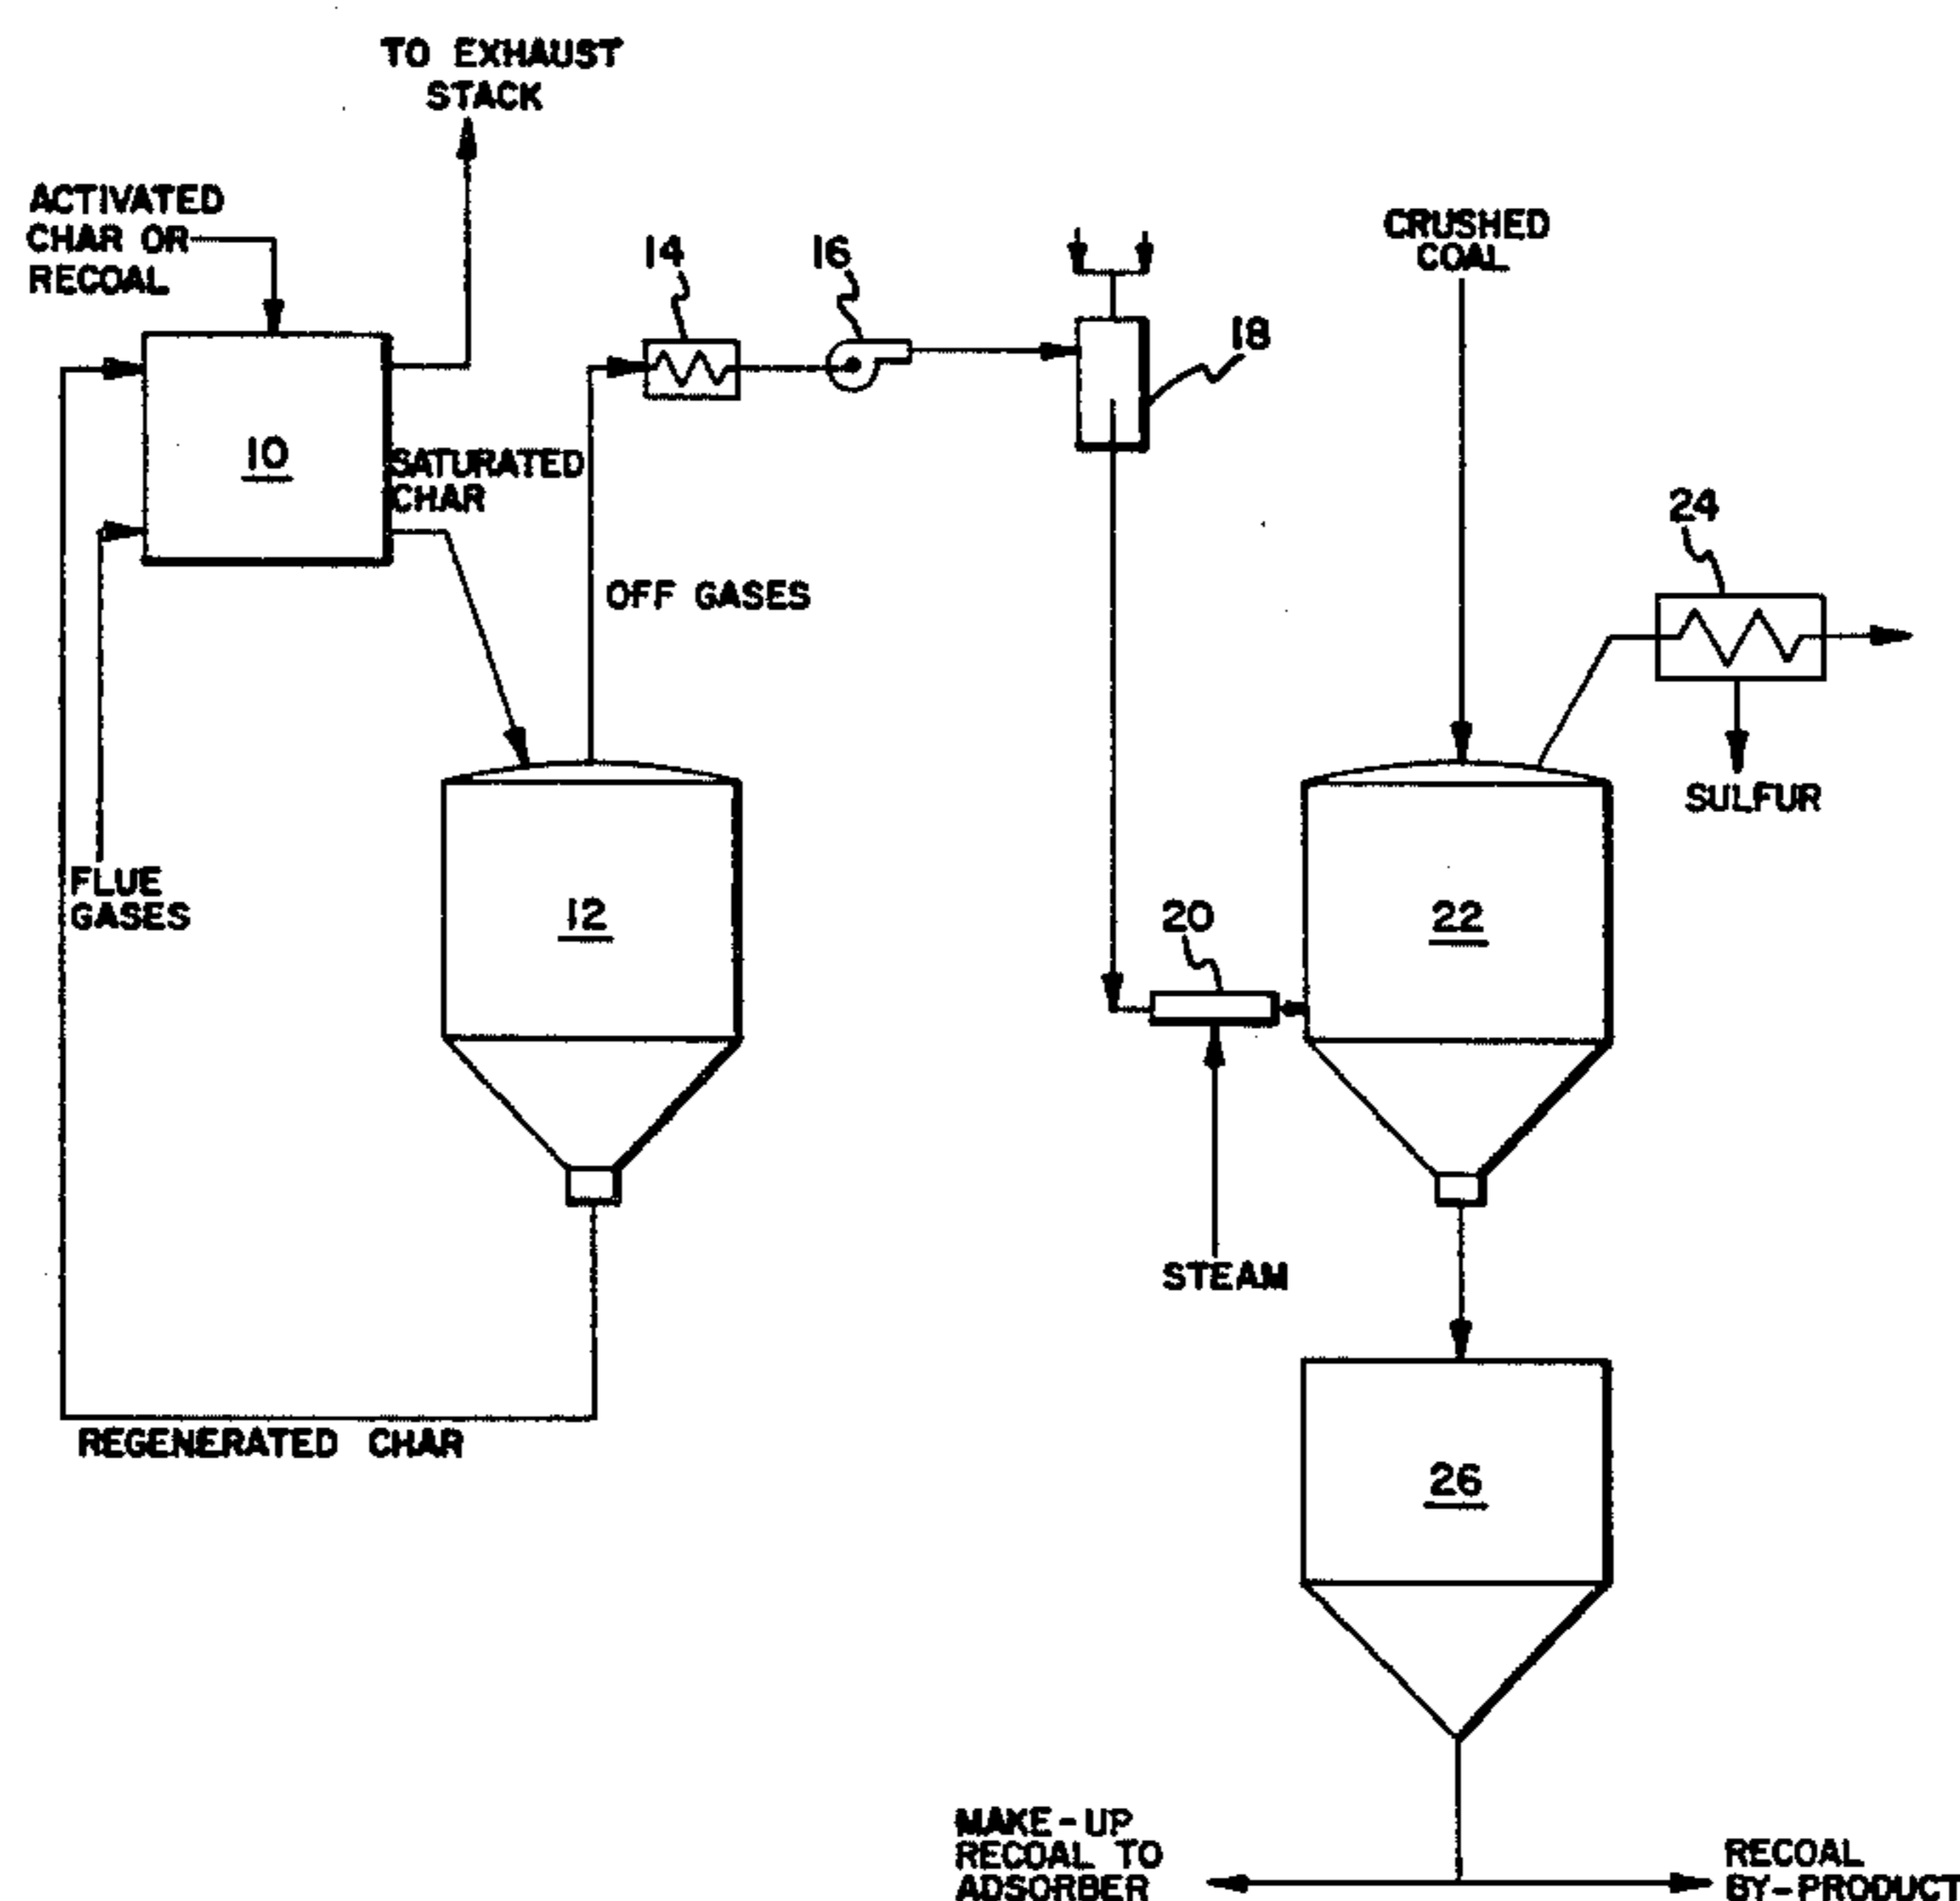 TO EXHAUST
STACK
ACTIVATED
CHAR OR
RECOAL
14
16
CRUSHED
COAL
18
10
SATURATED
CHAR
24
OFF GASES
SULFUR
FLUE
GASES
12
20
22
STEAM
REGENERATED CHAR
26
MAKE-UP
RECOAL TO
ADSORBER
RECOAL
BY-PRODUCT